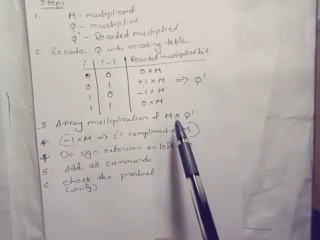 Steps
1. M - multiplicand
Q - multiplier
Q' - Recoded multiplier
2. Recode Q with recoding table
i i-1 Recoded multiplier bit
0 0 0×M
0 1 +1×M ⇒ Q'
1 0 -1×M
1 1 0×M
3. Array multiplication of M × Q'
4. -1×M ⇒ 2's compliment of M
4. Do sign extension on left
5. Add all summands
6. check the product
(verify)